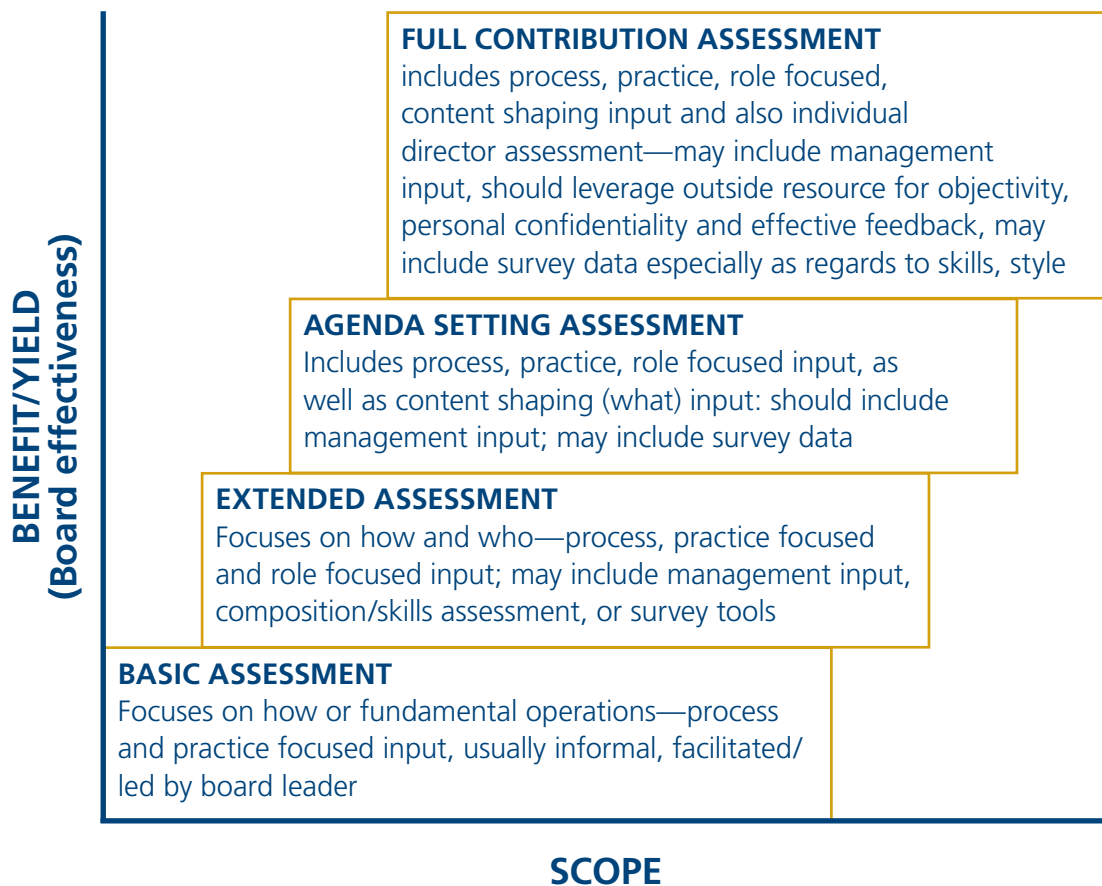 BENEFIT/YIELD
(Board effectiveness)
FULL CONTRIBUTION ASSESSMENT
includes process, practice, role focused,
content shaping input and also individual
director assessment—may include management
input, should leverage outside resource for objectivity,
personal confidentiality and effective feedback, may
include survey data especially as regards to skills, style
AGENDA SETTING ASSESSMENT
Includes process, practice, role focused input, as
well as content shaping (what) input: should include
management input; may include survey data
EXTENDED ASSESSMENT
Focuses on how and who—process, practice focused
and role focused input; may include management input,
composition/skills assessment, or survey tools
BASIC ASSESSMENT
Focuses on how or fundamental operations—process
and practice focused input, usually informal, facilitated/
led by board leader
SCOPE